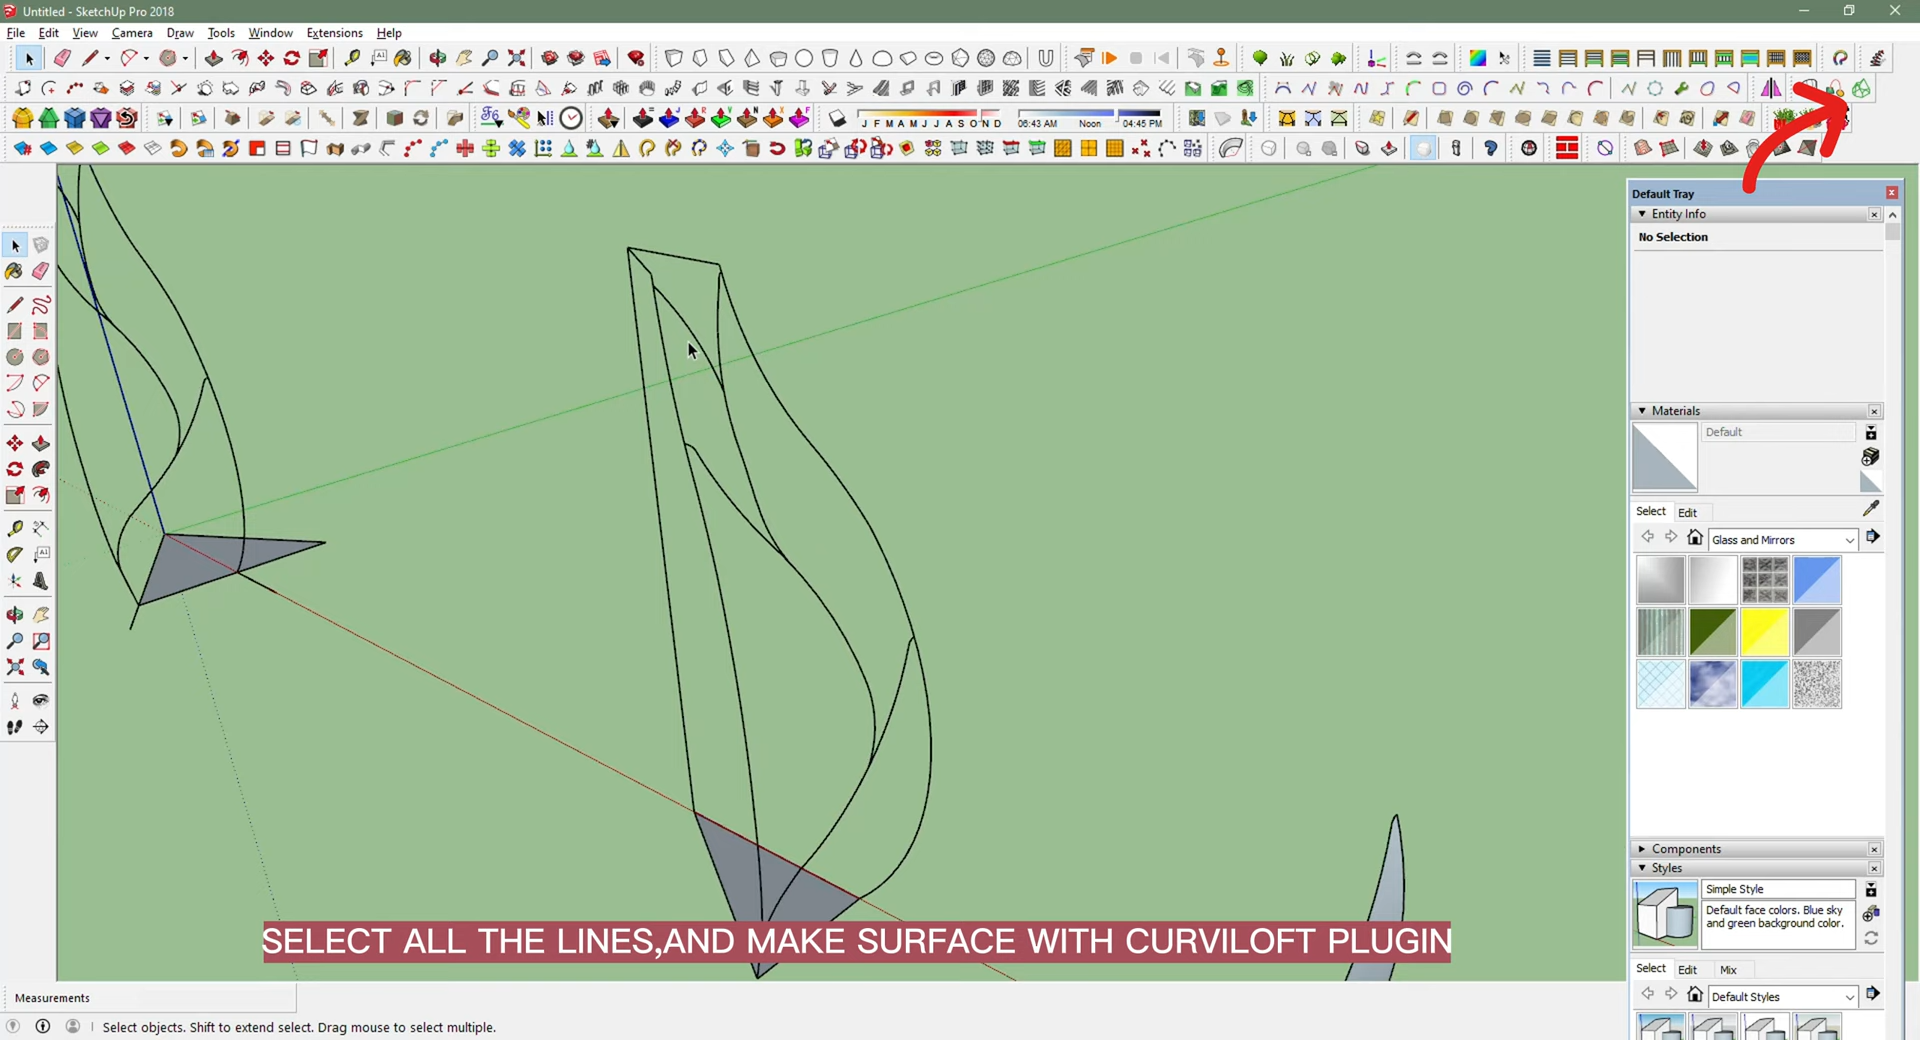 Untitled - SketchUp Pro 2018
File Edit View Camera Draw Tools Window Extensions Help
J F M A M J J A S O N D 06:43 AM Noon 04:45 PM
Default Tray
Entity Info
No Selection
Materials
Default
Select Edit
Glass and Mirrors
Components
Styles
Simple Style
Default face colors. Blue sky
and green background color.
Select Edit Mix
Default Styles
SELECT ALL THE LINES,AND MAKE SURFACE WITH CURVILOFT PLUGIN
Measurements
Select objects. Shift to extend select. Drag mouse to select multiple.